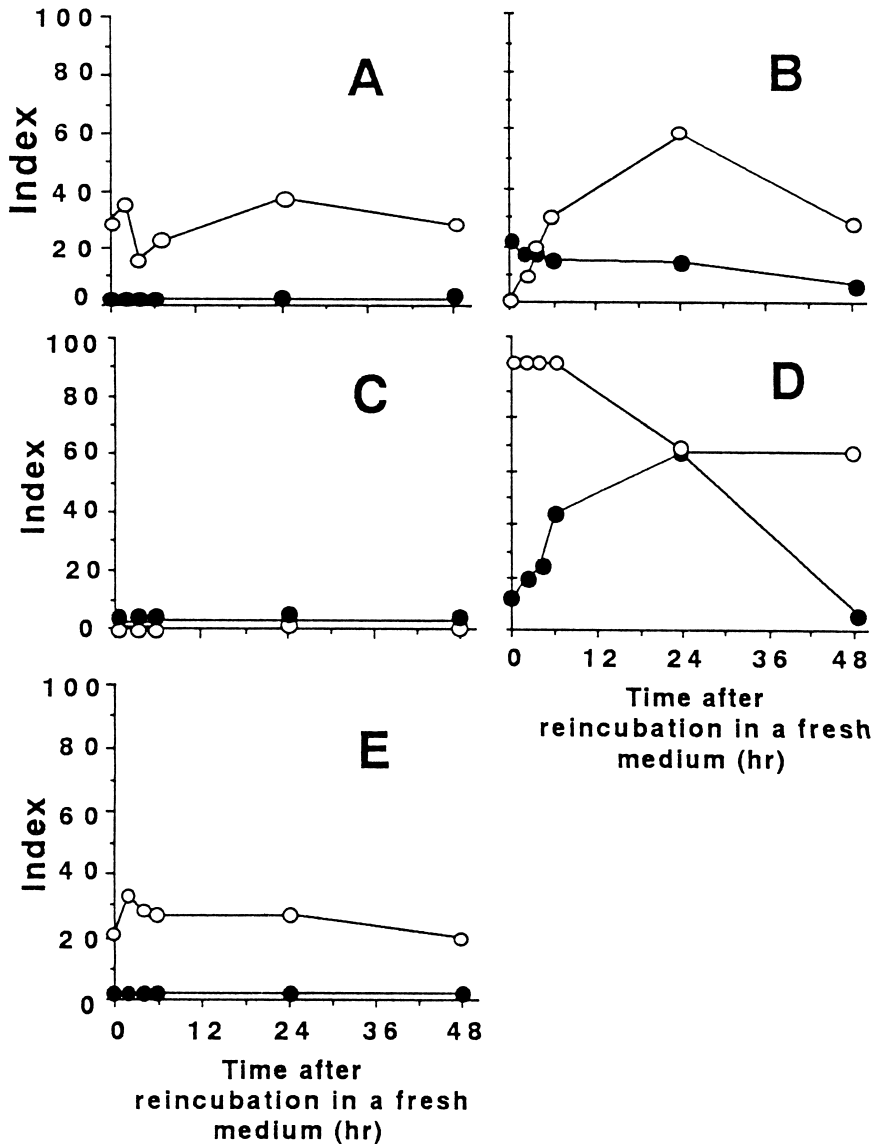 100
80
60
40
20
0
Index
A
B
100
80
60
40
20
0
Index
C
D
0 12 24 36 48
Time after
reincubation in a fresh
medium (hr)
100
80
60
40
20
0
Index
E
0 12 24 36 48
Time after
reincubation in a fresh
medium (hr)